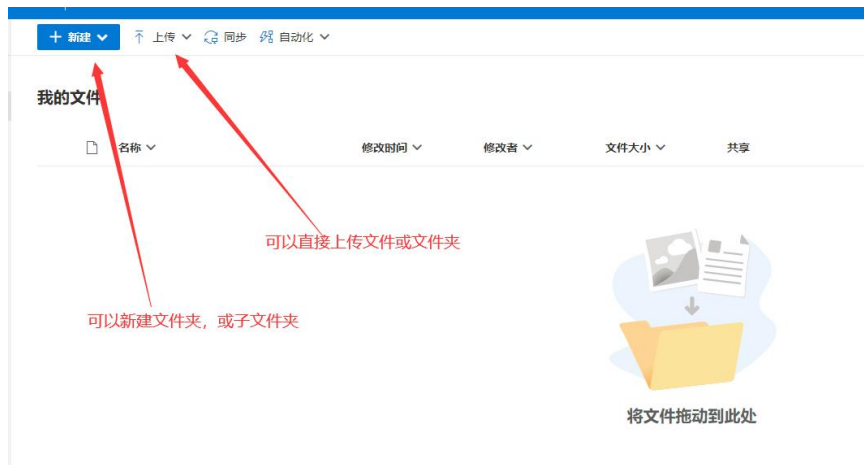 新建 上传 同步 自动化
我的文件
名称 修改时间 修改者 文件大小 共享
可以直接上传文件或文件夹
可以新建文件夹，或子文件夹
将文件拖动到此处